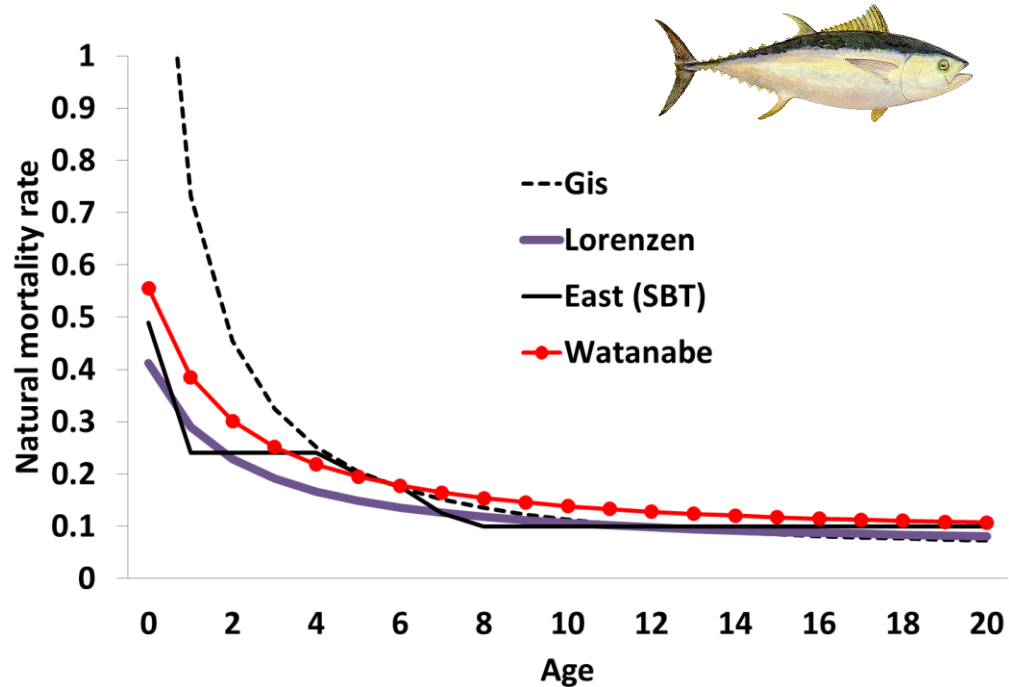 1
0.9
0.8
0.7
0.6
0.5
0.4
0.3
0.2
0.1
0
Natural mortality rate
Gis
Lorenzen
East (SBT)
Watanabe
0 2 4 6 8 10 12 14 16 18 20
Age